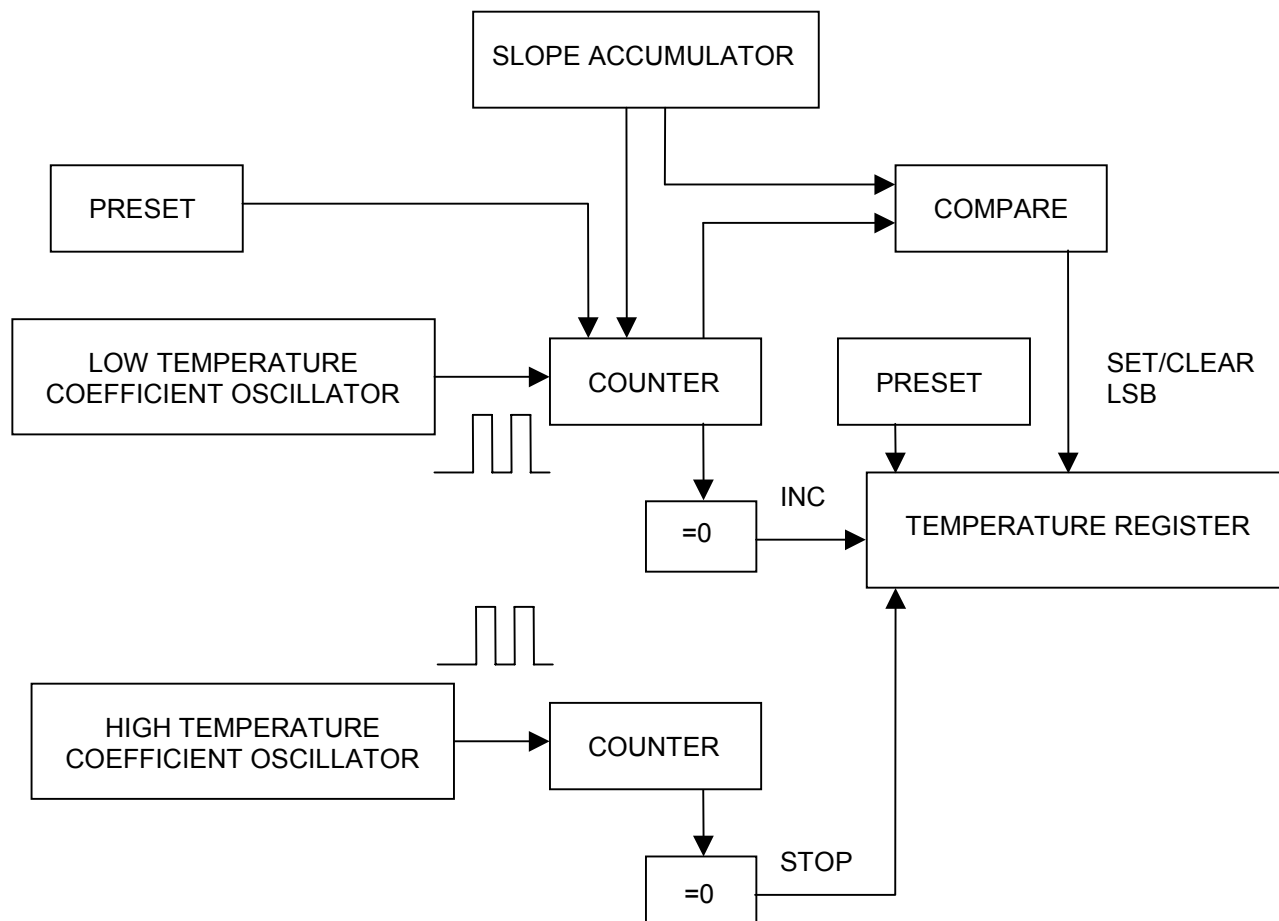 SLOPE ACCUMULATOR
PRESET
COMPARE
LOW TEMPERATURE
COEFFICIENT OSCILLATOR
COUNTER
PRESET
SET/CLEAR
LSB
=0
INC
TEMPERATURE REGISTER
HIGH TEMPERATURE
COEFFICIENT OSCILLATOR
COUNTER
=0
STOP